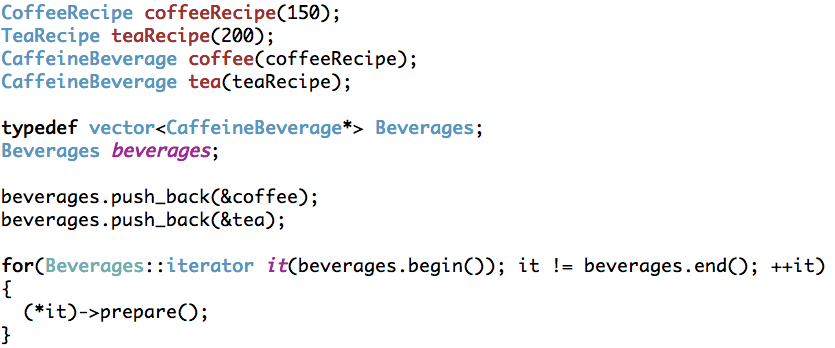 CoffeeRecipe coffeeRecipe(150);
TeaRecipe teaRecipe(200);
CaffeineBeverage coffee(coffeeRecipe);
CaffeineBeverage tea(teaRecipe);

typedef vector<CaffeineBeverage*> Beverages;
Beverages beverages;

beverages.push_back(&coffee);
beverages.push_back(&tea);

for(Beverages::iterator it(beverages.begin()); it != beverages.end(); ++it)
{
  (*it)->prepare();
}